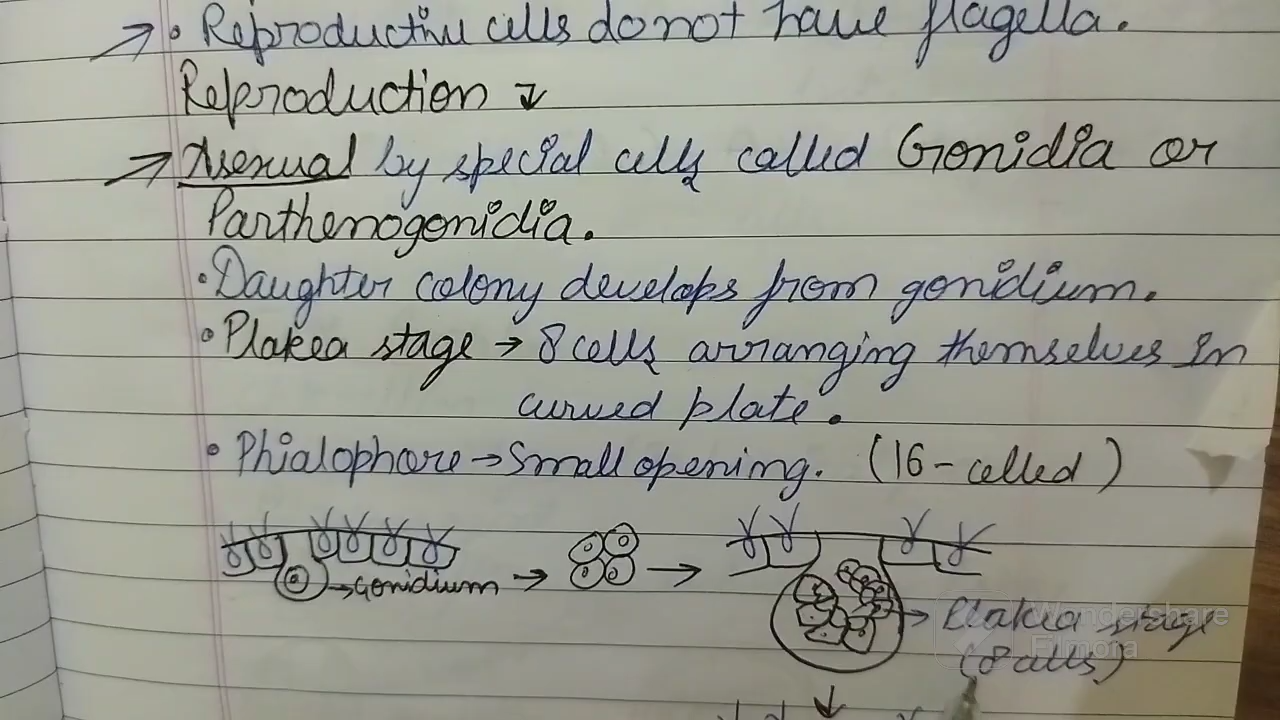 → • Reproductive cells do not have flagella.
Reproduction ↓
→ Asexual by special cells called Gonidia or
Parthenogonidia.
• Daughter colony develops from gonidium.
• Plakea stage → 8 cells arranging themselves In
curved plate.
• Phialophore → Small opening. (16-celled)
→ Gonidium → → → Plakea stage
(8 cells)
Wondershare
Filmora